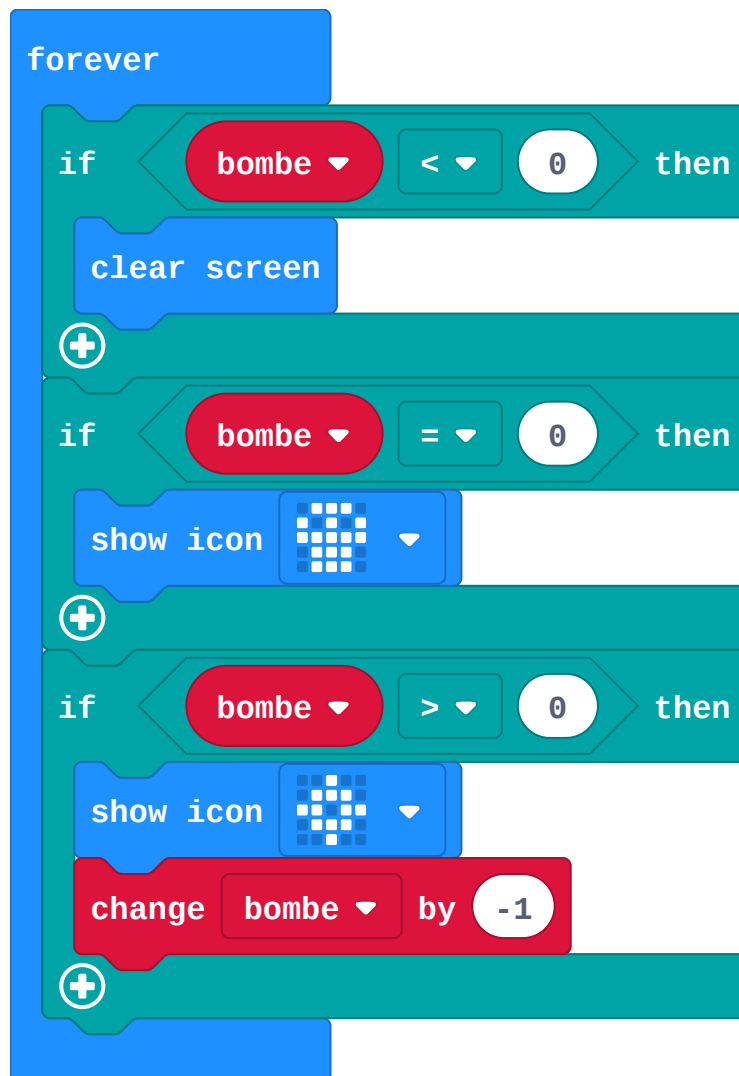 forever
if bombe < 0 then
clear screen
if bombe = 0 then
show icon
if bombe > 0 then
show icon
change bombe by -1